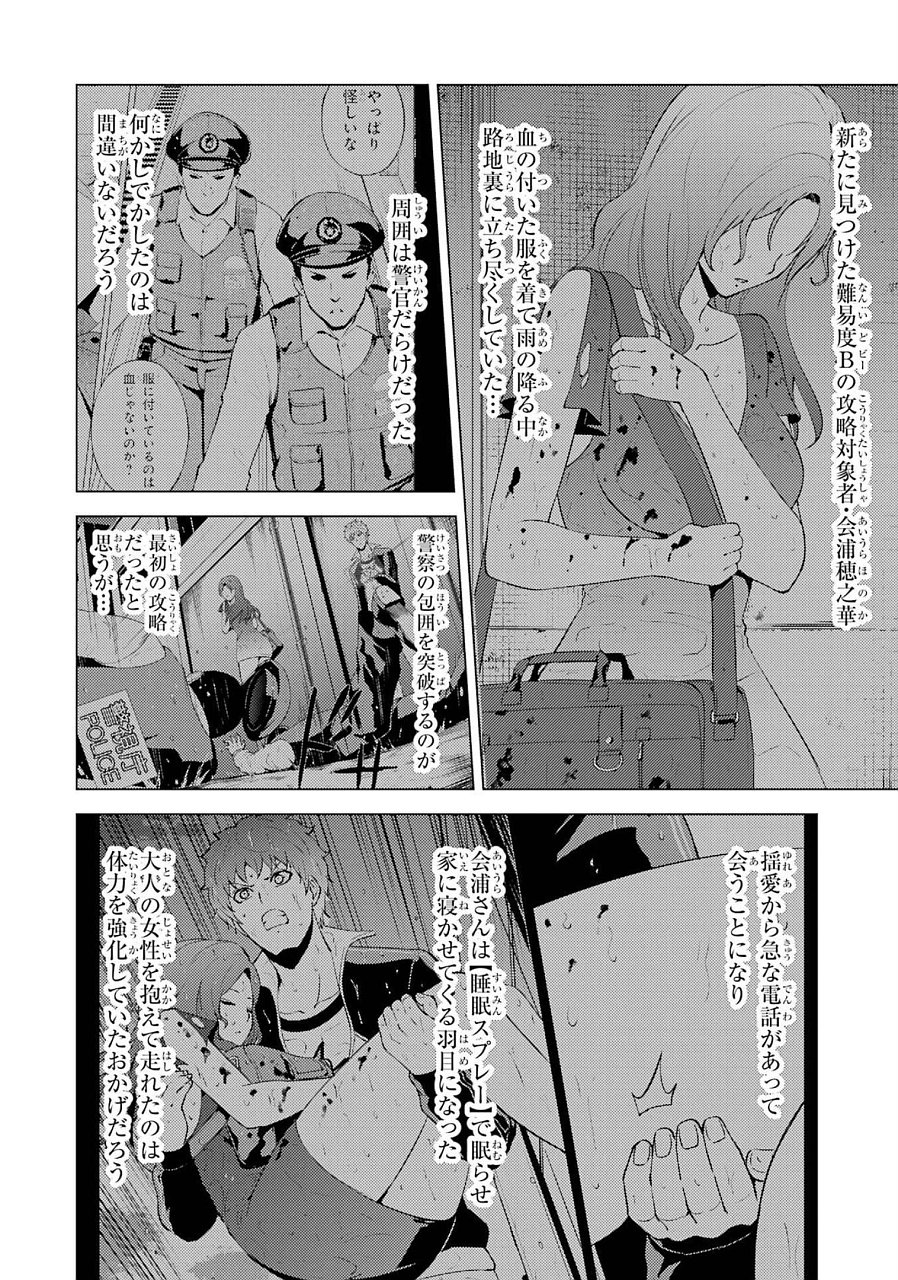 新たに見つけた難易度Bの攻略対象者・会浦穂之華
血の付いた服を着て雨の降る中
路地裏に立ち尽くしていた…
やっぱり
怪しいな
周囲は警官だらけだった
何かしでかしたのは
間違いないだろう
服に付いているのは
血じゃないのか?
警察の包囲を突破するのが
最初の攻略
だったと
思うが…
警視庁
POLICE
揺愛から急な電話があって
会うことになり
会浦さんは【睡眠スプレー】で眠らせ
家に寝かせてくる羽目になった
大人の女性を抱えて走れたのは
体力を強化していたおかげだろう